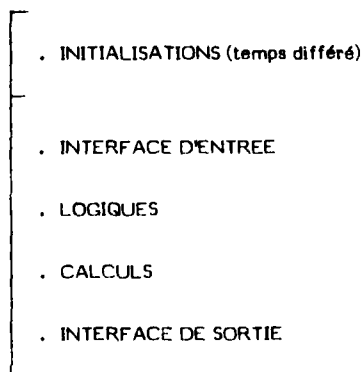 . INITIALISATIONS (temps différé)
. INTERFACE D'ENTREE
. LOGIQUES
. CALCULS
. INTERFACE DE SORTIE